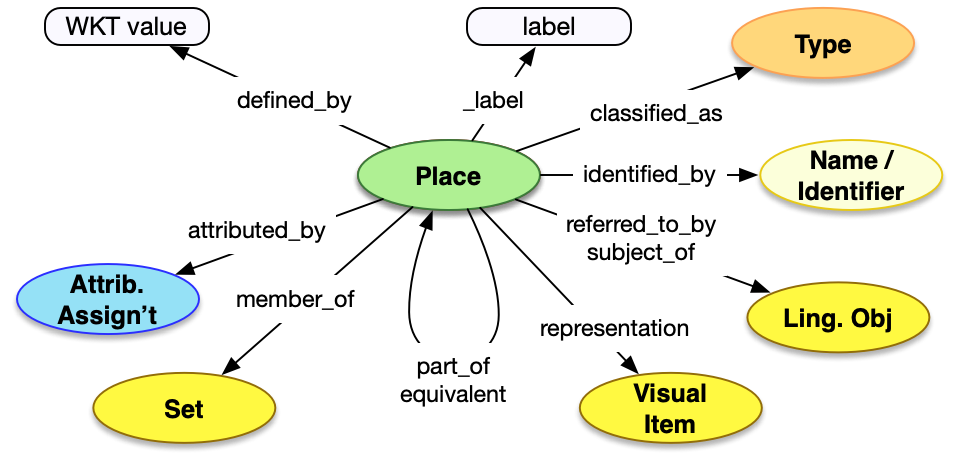 WKT value
label
Type
defined_by
_label
classified_as
Place
identified_by
Name /
Identifier
attributed_by
referred_to_by
subject_of
Attrib.
Assign’t
member_of
Ling. Obj
representation
part_of
equivalent
Set
Visual
Item